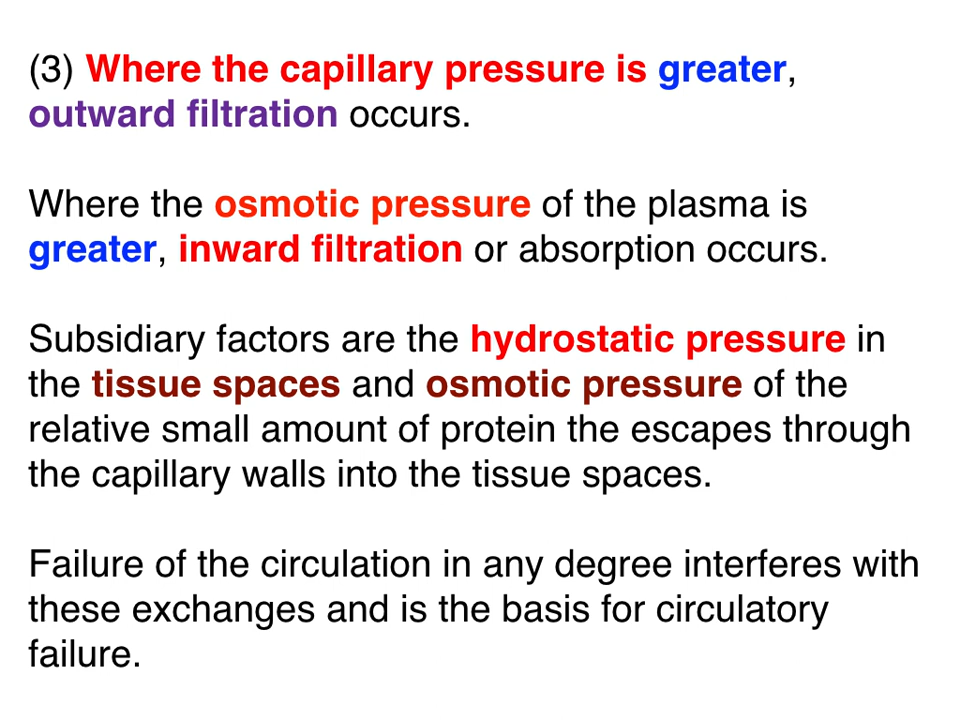 (3) Where the capillary pressure is greater,
outward filtration occurs.
Where the osmotic pressure of the plasma is
greater, inward filtration or absorption occurs.
Subsidiary factors are the hydrostatic pressure in
the tissue spaces and osmotic pressure of the
relative small amount of protein the escapes through
the capillary walls into the tissue spaces.
Failure of the circulation in any degree interferes with
these exchanges and is the basis for circulatory
failure.